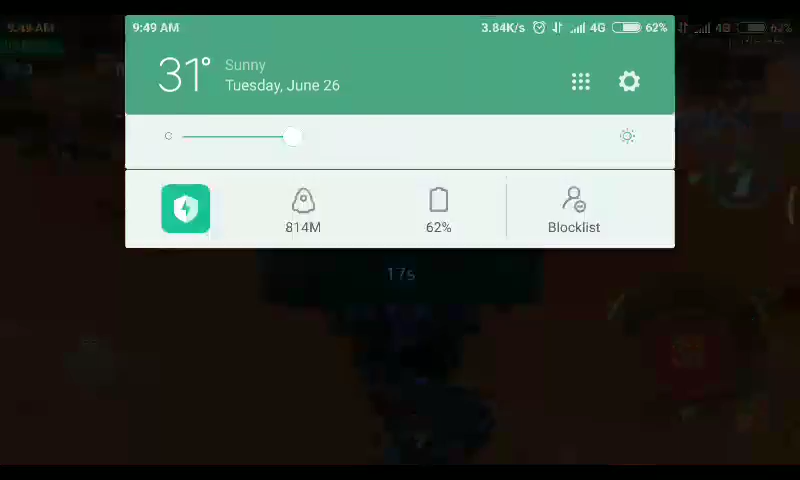 9:49 AM
3.84K/s 4G 62%
31° Sunny
Tuesday, June 26
814M
62%
Blocklist
17s